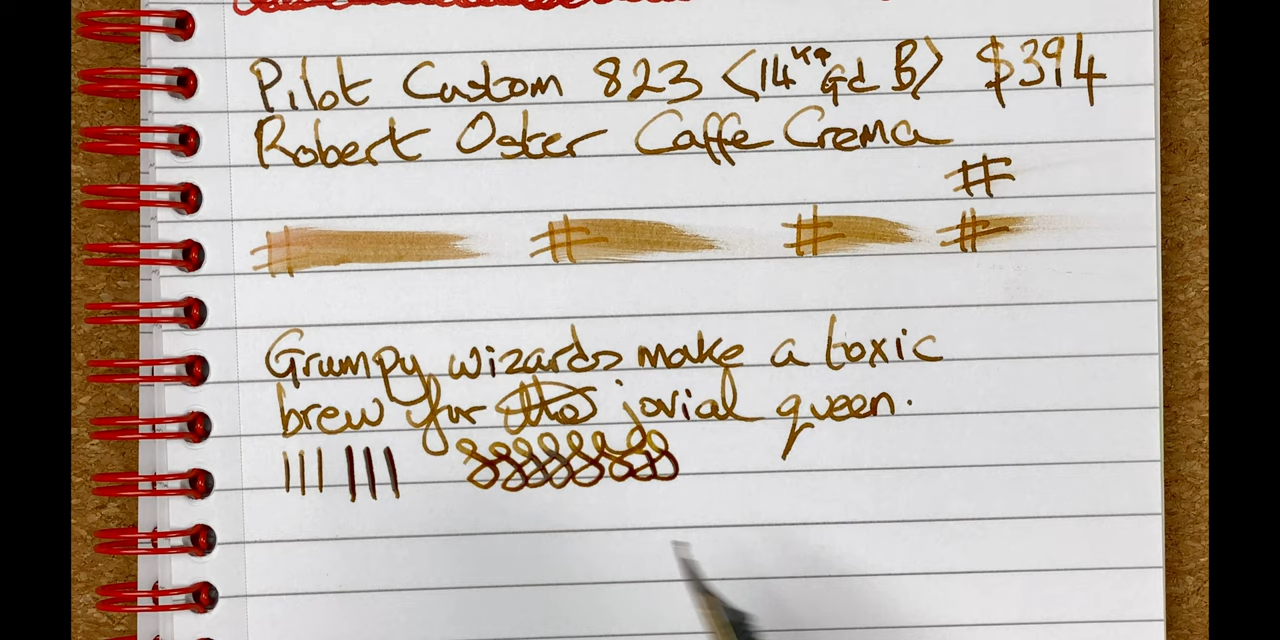 Pilot Custom 823 (14kt Gd B) $394
Robert Oster Caffe Crema
#
# # # #
Grumpy wizards make a toxic
brew for the jovial queen.